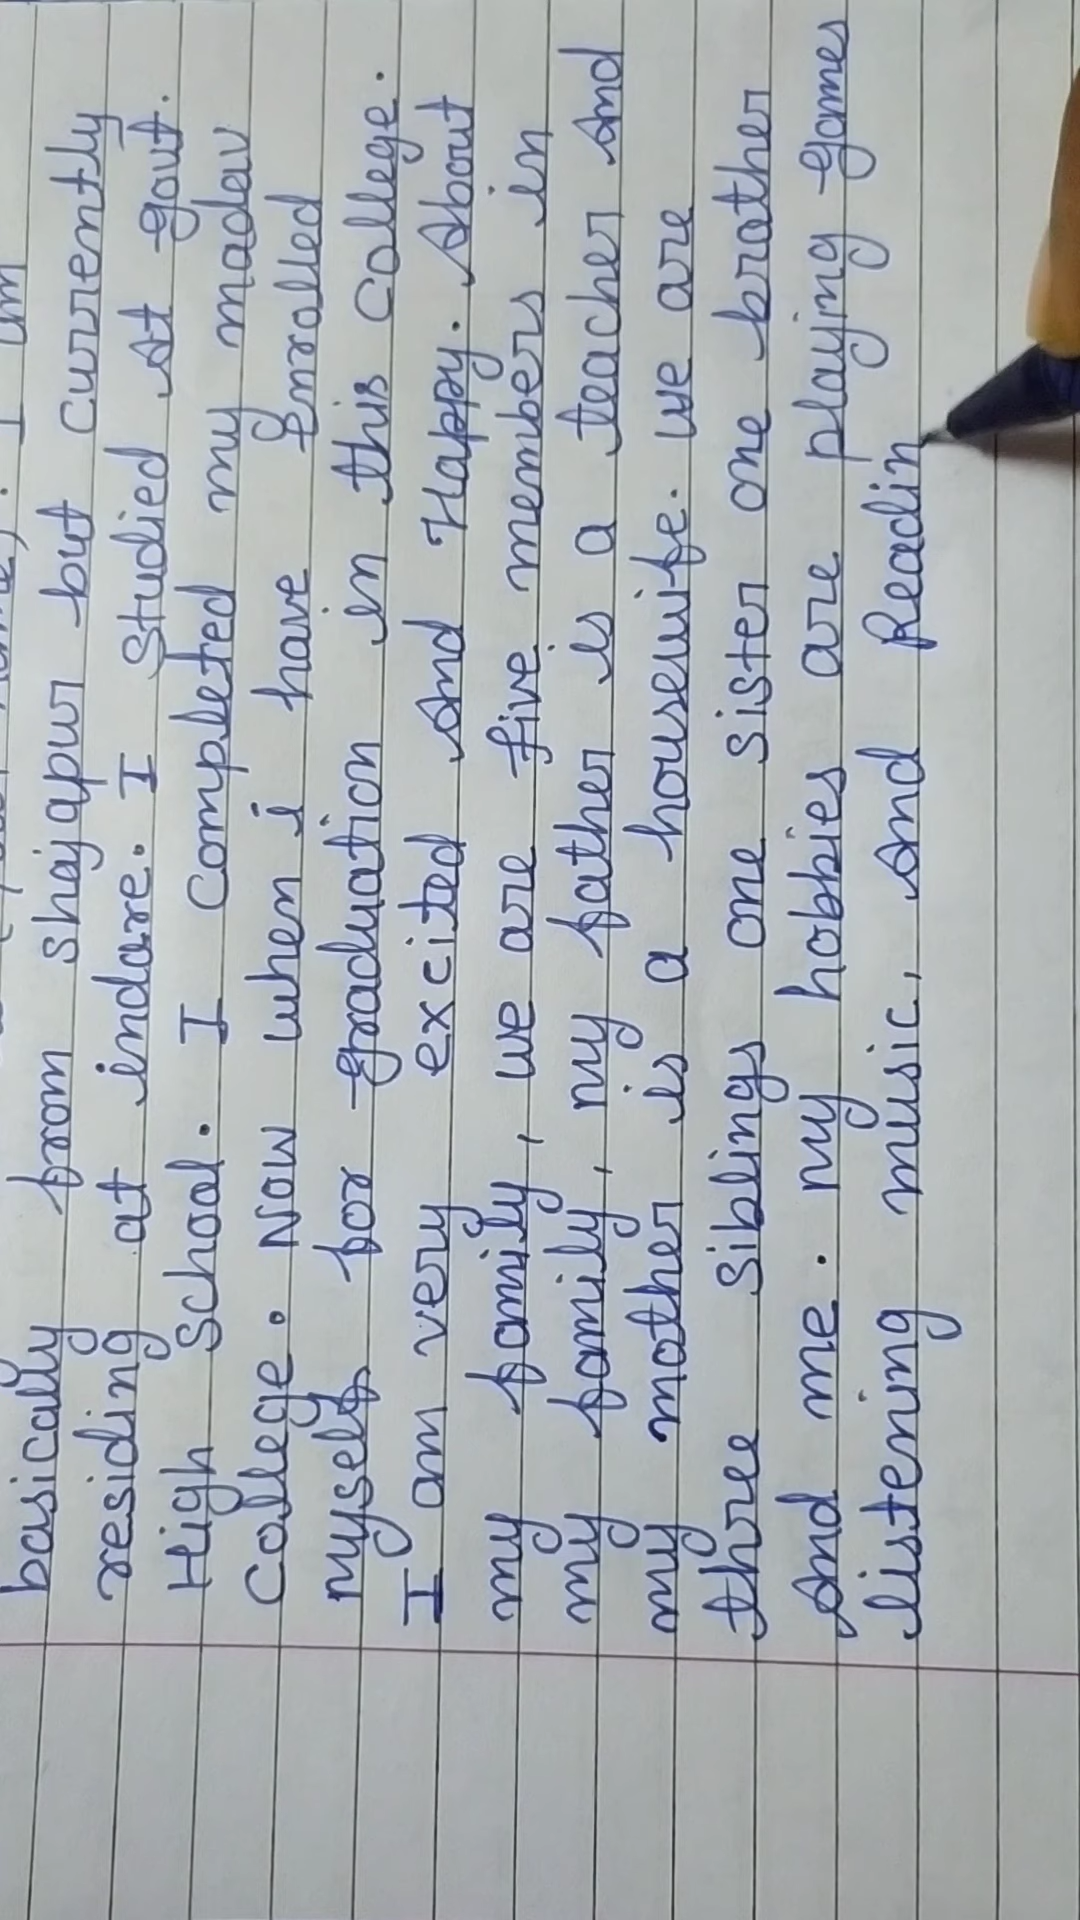 basically from shajapur but currently
residing at indore. I studied At govt.
High School. I completed my madev
College. Now when i have Enrolled
Myself for graduation in this college.
I am very excited And Happy. About
my family, we are five members in
my family, my father is a teacher And
my mother is a housewife. we are
three siblings one sister one brother
And me. my hobbies are playing games
listening music, And Readin